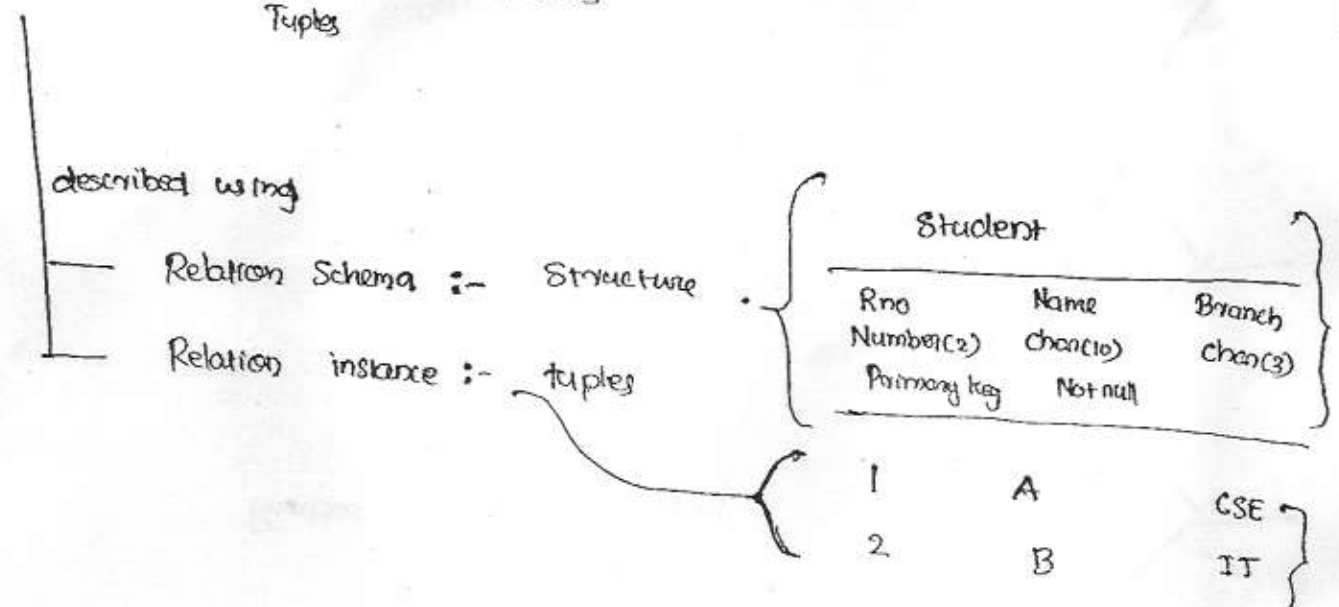 Tuples
described using
Relation Schema :- Structure
Relation instance :- tuples
Student
Rno Name Branch
Number(2) char(10) char(3)
Primary key Not null
1 A CSE
2 B IT